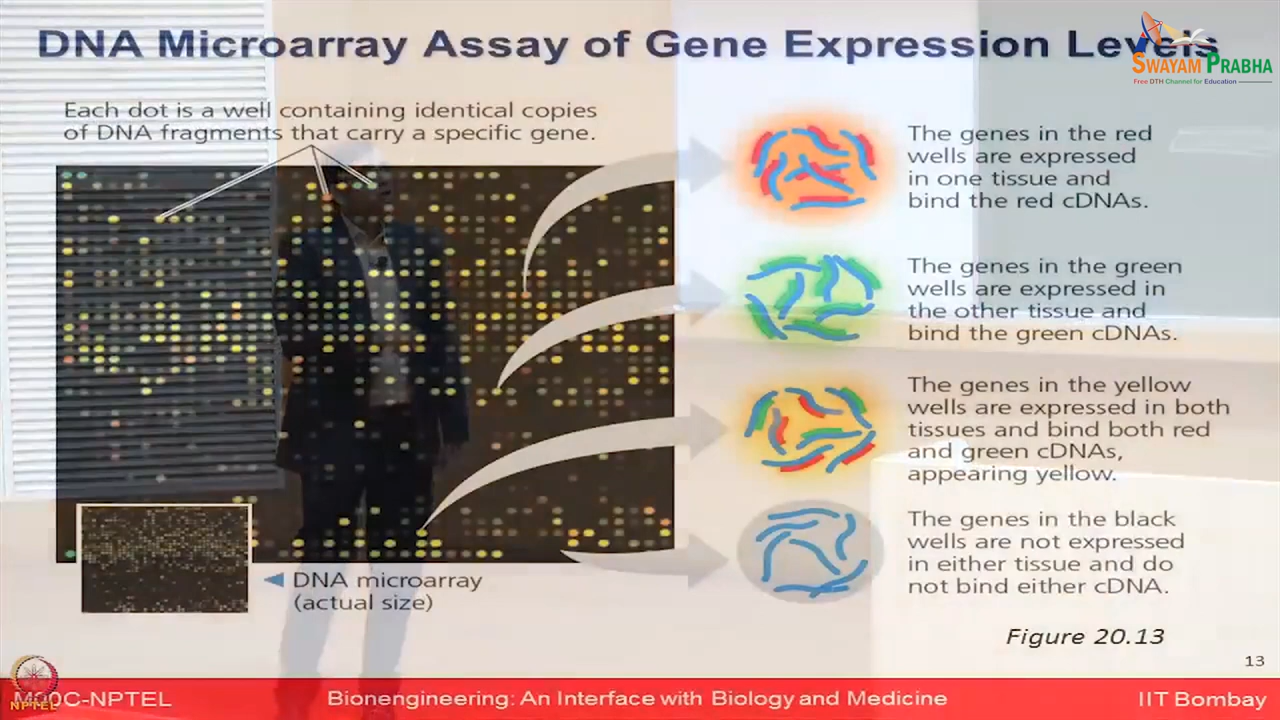 DNA Microarray Assay of Gene Expression Levels
SWAYAM PRABHA
Free DTH Channel for Education
Each dot is a well containing identical copies
of DNA fragments that carry a specific gene.
The genes in the red
wells are expressed
in one tissue and
bind the red cDNAs.
The genes in the green
wells are expressed in
the other tissue and
bind the green cDNAs.
The genes in the yellow
wells are expressed in both
tissues and bind both red
and green cDNAs,
appearing yellow.
The genes in the black
wells are not expressed
in either tissue and do
not bind either cDNA.
DNA microarray
(actual size)
Figure 20.13
13
NPTEL
MOOC-NPTEL
Bionengineering: An Interface with Biology and Medicine
IIT Bombay